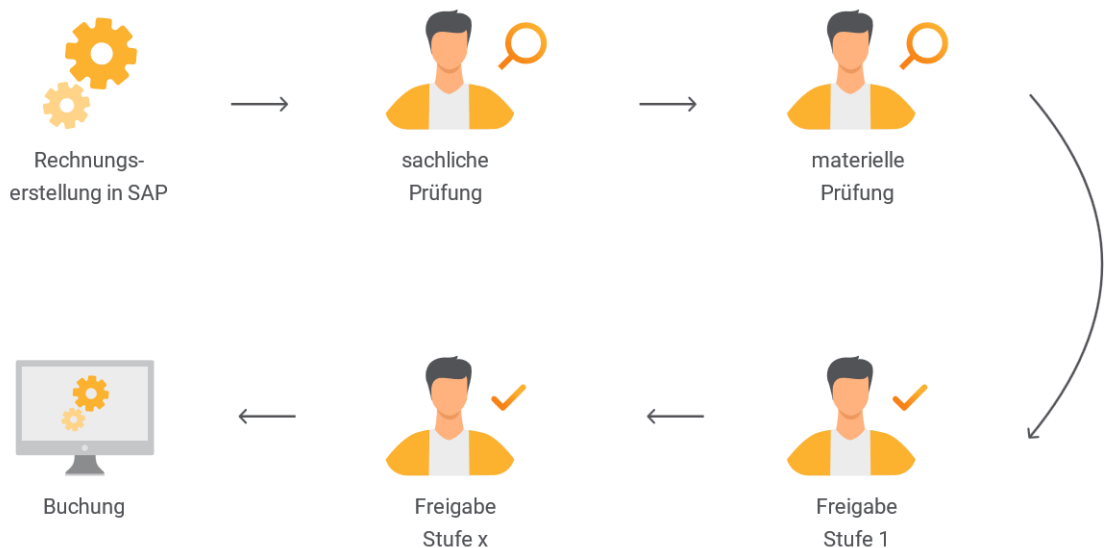 Rechnungs-
erstellung in SAP
sachliche
Prüfung
materielle
Prüfung
Freigabe
Stufe 1
Freigabe
Stufe x
Buchung